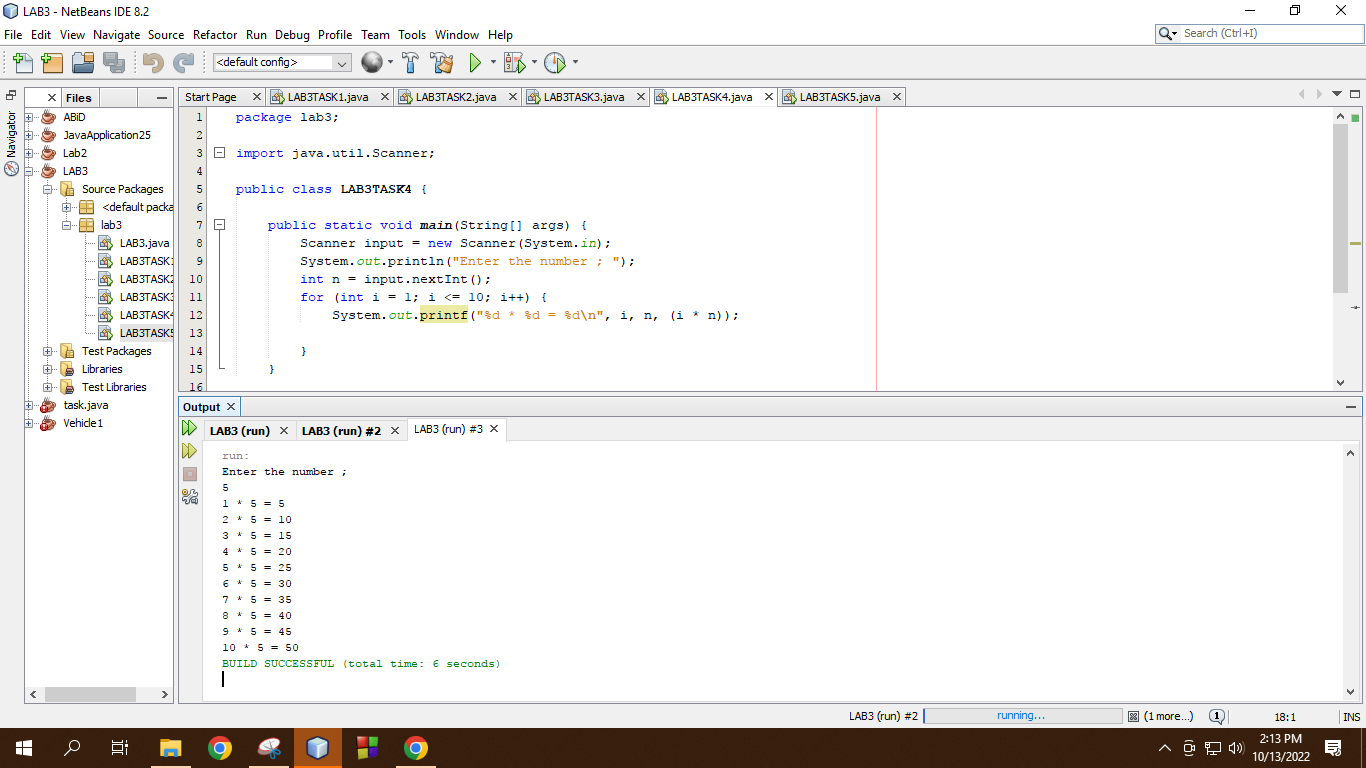 LAB3 - NetBeans IDE 8.2
File Edit View Navigate Source Refactor Run Debug Profile Team Tools Window Help
Search (Ctrl+I)
<default config>
Navigator
Files
ABiD
JavaApplication25
Lab2
LAB3
Source Packages
<default packa
lab3
LAB3.java
LAB3TASK1
LAB3TASK2
LAB3TASK3
LAB3TASK4
LAB3TASK5
Test Packages
Libraries
Test Libraries
task.java
Vehicle1
Start Page LAB3TASK1.java LAB3TASK2.java LAB3TASK3.java LAB3TASK4.java LAB3TASK5.java
1 package lab3;
2
3 import java.util.Scanner;
4
5 public class LAB3TASK4 {
6
7 public static void main(String[] args) {
8 Scanner input = new Scanner(System.in);
9 System.out.println("Enter the number ; ");
10 int n = input.nextInt();
11 for (int i = 1; i <= 10; i++) {
12 System.out.printf("%d * %d = %d\n", i, n, (i * n));
13
14 }
15 }
16
Output
LAB3 (run) LAB3 (run) #2 LAB3 (run) #3
run:
Enter the number ;
5
1 * 5 = 5
2 * 5 = 10
3 * 5 = 15
4 * 5 = 20
5 * 5 = 25
6 * 5 = 30
7 * 5 = 35
8 * 5 = 40
9 * 5 = 45
10 * 5 = 50
BUILD SUCCESSFUL (total time: 6 seconds)
LAB3 (run) #2 running... (1 more...) 1 18:1 INS
2:13 PM
10/13/2022